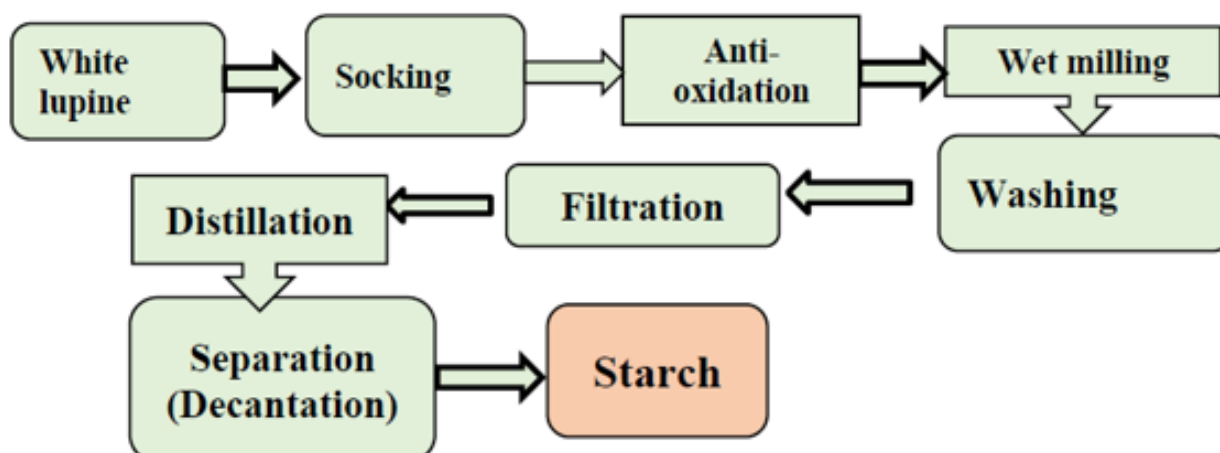 White
lupine
Socking
Anti-
oxidation
Wet milling
Washing
Filtration
Distillation
Separation
(Decantation)
Starch